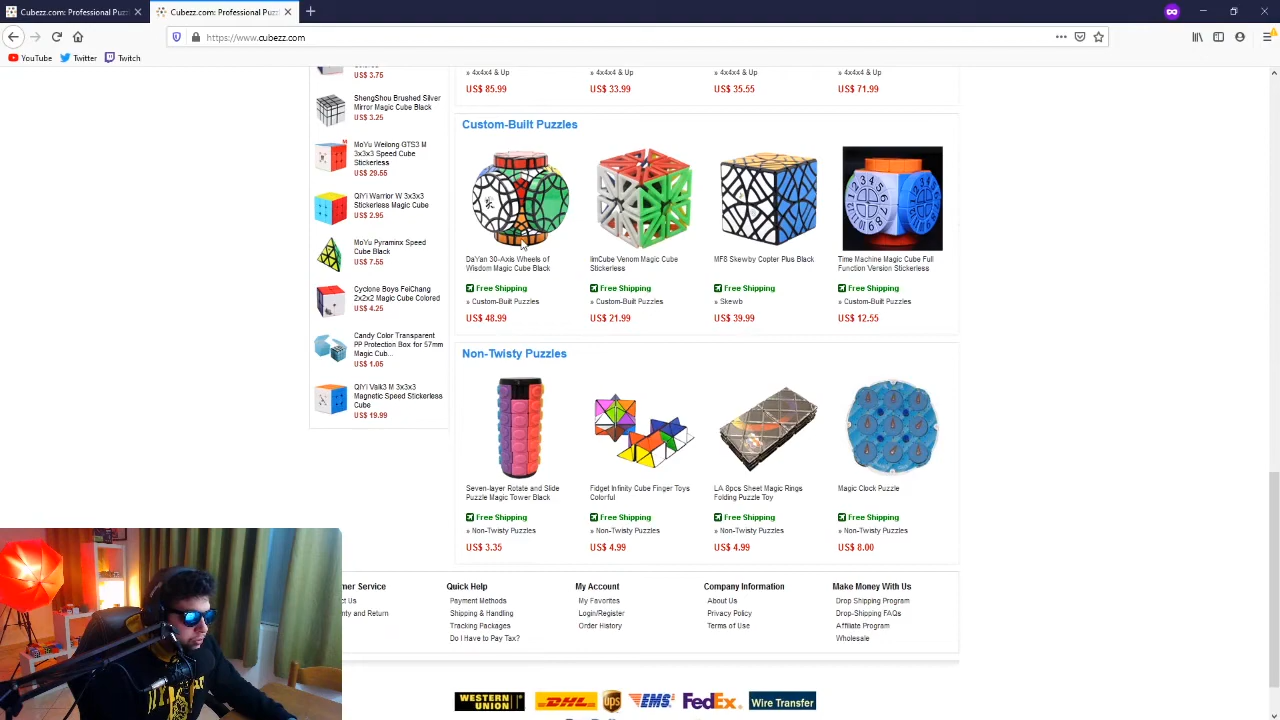 Cubezz.com: Professional Puzz
Cubezz.com: Professional Puzzl
https://www.cubezz.com
YouTube
Twitter
Twitch
US$ 3.75
ShengShou Brushed Silver
Mirror Magic Cube Black
US$ 3.25
MoYu Weilong GTS3 M
3x3x3 Speed Cube
Stickerless
US$ 29.55
QiYi Warrior W 3x3x3
Stickerless Magic Cube
US$ 2.95
MoYu Pyraminx Speed
Cube Black
US$ 7.55
Cyclone Boys FeiChang
2x2x2 Magic Cube Colored
US$ 4.25
Candy Color Transparent
PP Protection Box for 57mm
Magic Cub...
US$ 1.05
QiYi Valk3 M 3x3x3
Magnetic Speed Stickerless
Cube
US$ 19.99
» 4x4x4 & Up
US$ 85.99
» 4x4x4 & Up
US$ 33.99
» 4x4x4 & Up
US$ 35.55
» 4x4x4 & Up
US$ 71.99
Custom-Built Puzzles
DaYan 30-Axis Wheels of
Wisdom Magic Cube Black
Free Shipping
» Custom-Built Puzzles
US$ 48.99
limCube Venom Magic Cube
Stickerless
Free Shipping
» Custom-Built Puzzles
US$ 21.99
MF8 Skewby Copter Plus Black
Free Shipping
» Skewb
US$ 39.99
Time Machine Magic Cube Full
Function Version Stickerless
Free Shipping
» Custom-Built Puzzles
US$ 12.55
Non-Twisty Puzzles
Seven-layer Rotate and Slide
Puzzle Magic Tower Black
Free Shipping
» Non-Twisty Puzzles
US$ 3.35
Fidget Infinity Cube Finger Toys
Colorful
Free Shipping
» Non-Twisty Puzzles
US$ 4.99
LA 8pcs Sheet Magic Rings
Folding Puzzle Toy
Free Shipping
» Non-Twisty Puzzles
US$ 4.99
Magic Clock Puzzle
Free Shipping
» Non-Twisty Puzzles
US$ 8.00
mer Service
ct Us
nty and Return
Quick Help
Payment Methods
Shipping & Handling
Tracking Packages
Do I Have to Pay Tax?
My Account
My Favorites
Login/Register
Order History
Company Information
About Us
Privacy Policy
Terms of Use
Make Money With Us
Drop Shipping Program
Drop-Shipping FAQs
Affiliate Program
Wholesale
WESTERN
UNION
DHL
ups
EMS
FedEx
Wire Transfer